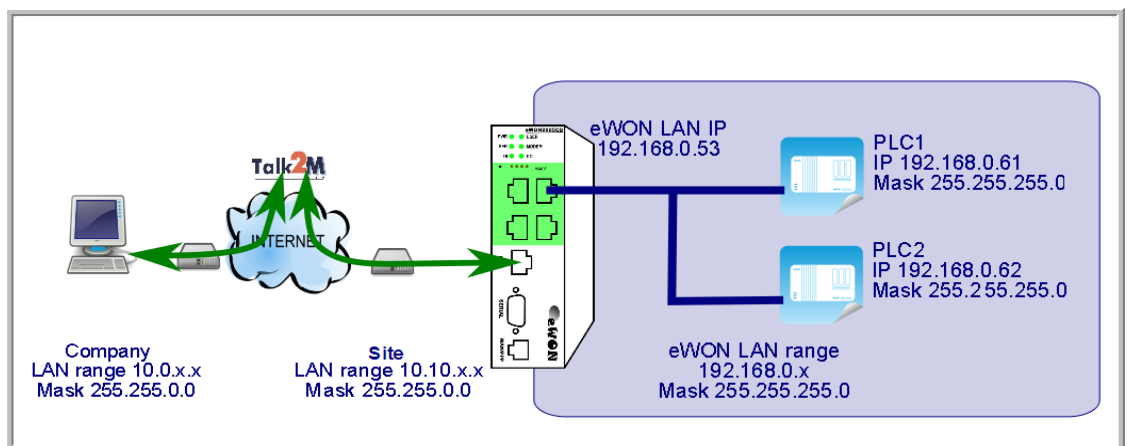 Talk2M
INTERNET
eWON LAN IP
192.168.0.53
PLC1
IP 192.168.0.61
Mask 255.255.255.0
PLC2
IP 192.168.0.62
Mask 255.255.255.0
SERIAL
eWON
Company
LAN range 10.0.x.x
Mask 255.255.0.0
Site
LAN range 10.10.x.x
Mask 255.255.0.0
eWON LAN range
192.168.0.x
Mask 255.255.255.0